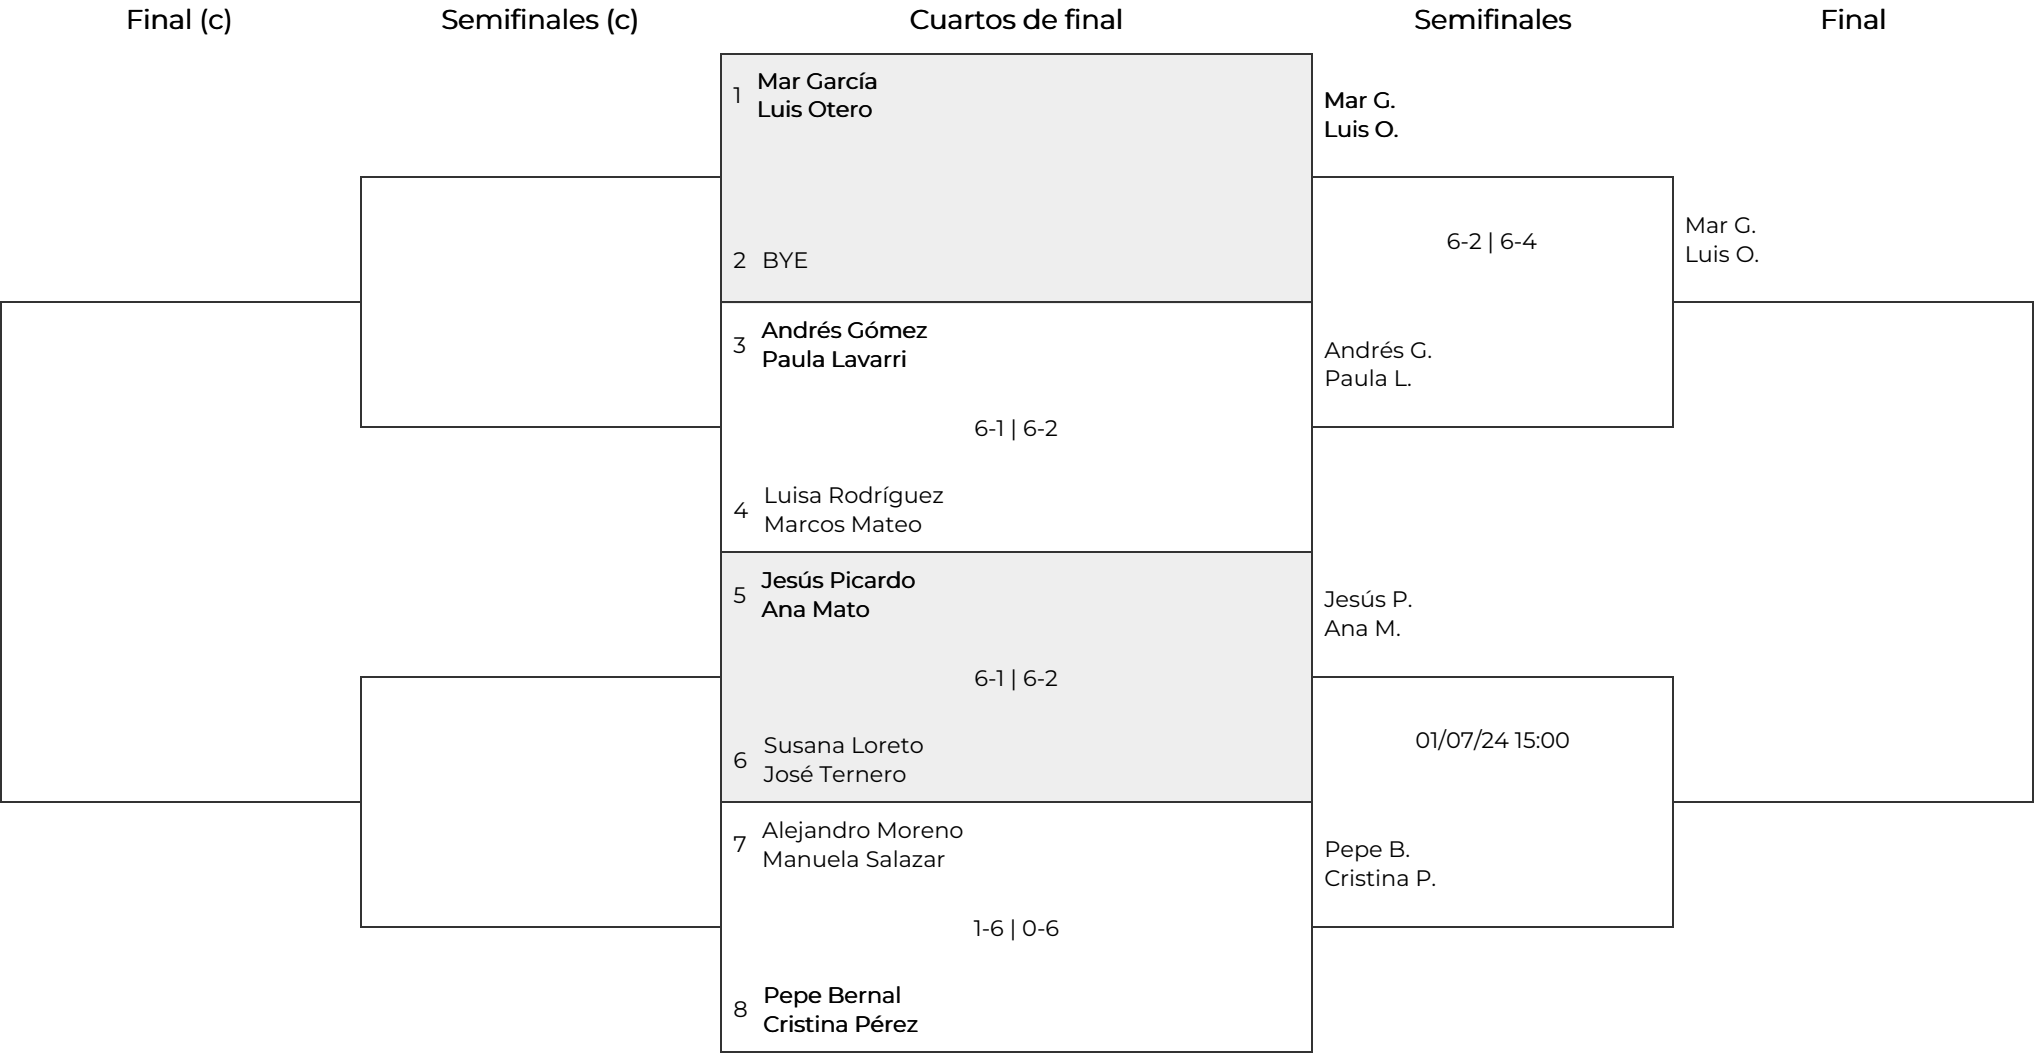 Final (c)
Semifinales (c)
Cuartos de final
Semifinales
Final
1
Mar García
Luis Otero
2 BYE
3
Andrés Gómez
Paula Lavarri
6-1 | 6-2
4
Luisa Rodríguez
Marcos Mateo
5
Jesús Picardo
Ana Mato
6-1 | 6-2
6
Susana Loreto
José Ternero
7
Alejandro Moreno
Manuela Salazar
1-6 | 0-6
8
Pepe Bernal
Cristina Pérez
Mar G.
Luis O.
6-2 | 6-4
Andrés G.
Paula L.
Jesús P.
Ana M.
01/07/24 15:00
Pepe B.
Cristina P.
Mar G.
Luis O.